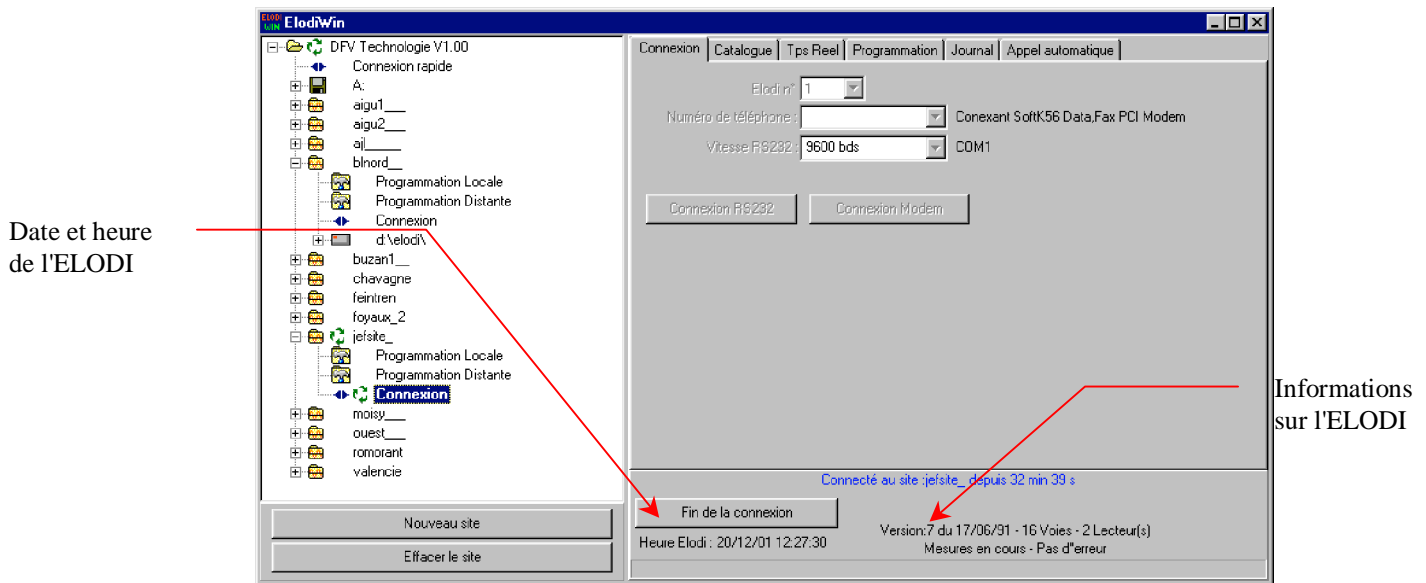 ELODI WIN ElodiWin
DFV Technologie V1.00
Connexion rapide
A:
aigu1___
aigu2___
ajl_____
blnord__
Programmation Locale
Programmation Distante
Connexion
d:\elodi\
buzan1__
chavagne
feintren
foyaux_2
jefsite_
Programmation Locale
Programmation Distante
Connexion
moisy___
ouest___
romorant
valencie
Nouveau site
Effacer le site
Connexion Catalogue Tps Reel Programmation Journal Appel automatique
Elodi n° 1
Numéro de téléphone : Conexant SoftK56 Data,Fax PCI Modem
Vitesse RS232 : 9600 bds COM1
Connexion RS232 Connexion Modem
Connecté au site :jefsite_ depuis 32 min 39 s
Fin de la connexion
Heure Elodi : 20/12/01 12:27:30
Version:7 du 17/06/91 - 16 Voies - 2 Lecteur(s)
Mesures en cours - Pas d"erreur
Date et heure
de l'ELODI
Informations
sur l'ELODI